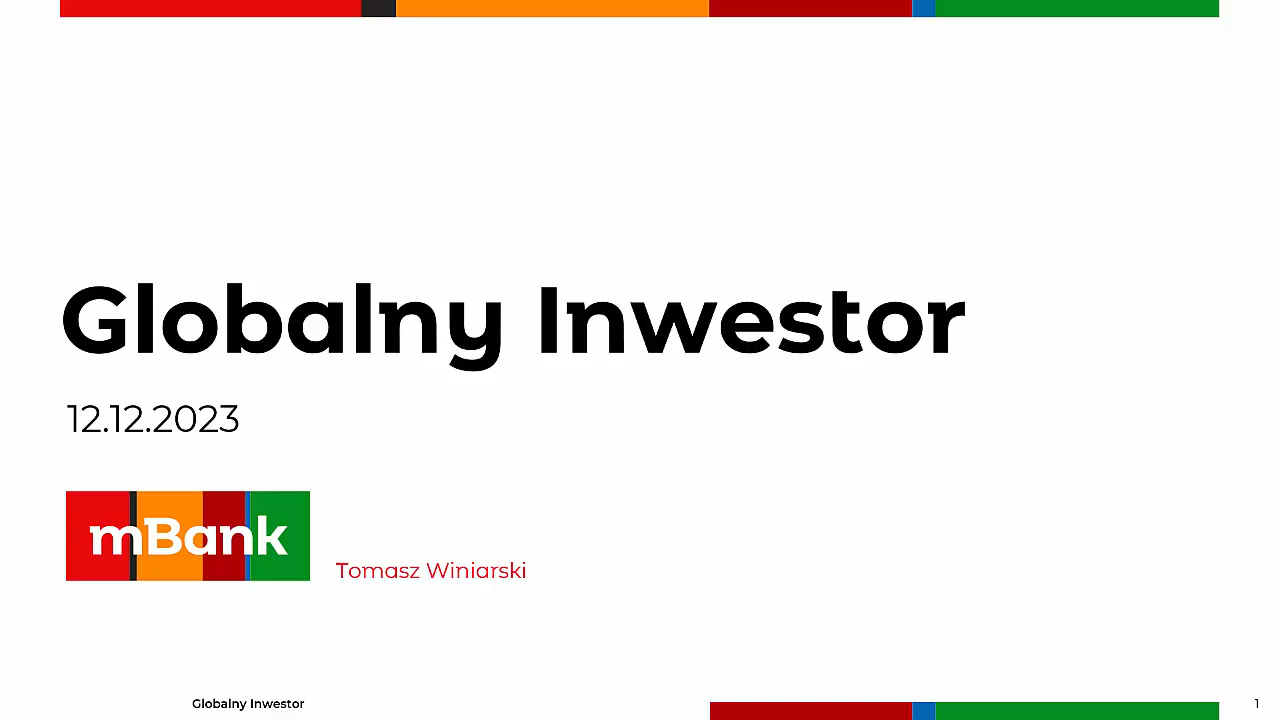 Globalny Inwestor
12.12.2023
mBank
Tomasz Winiarski
Globalny Inwestor
1